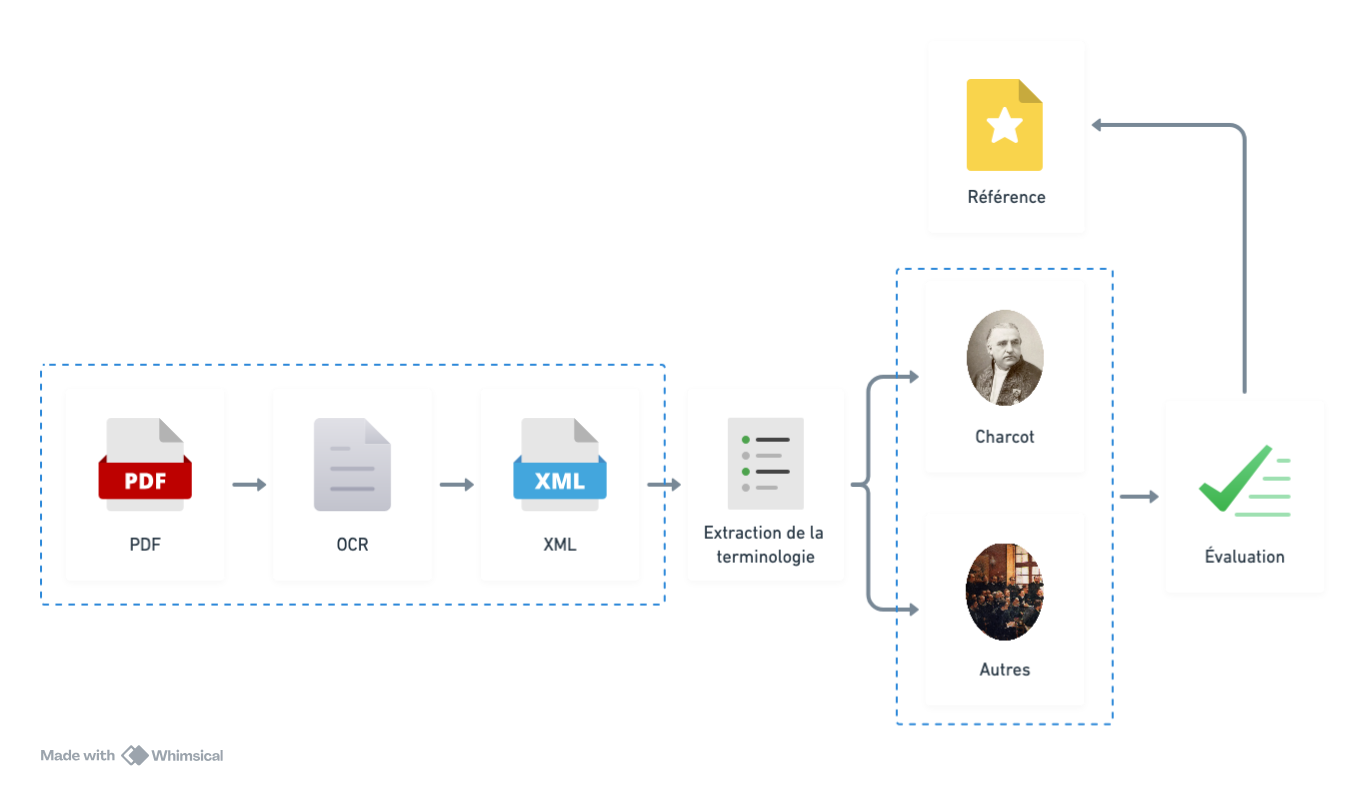 Référence
Charcot
PDF
XML
PDF
OCR
XML
Extraction de la
terminologie
Évaluation
Autres
Made with Whimsical